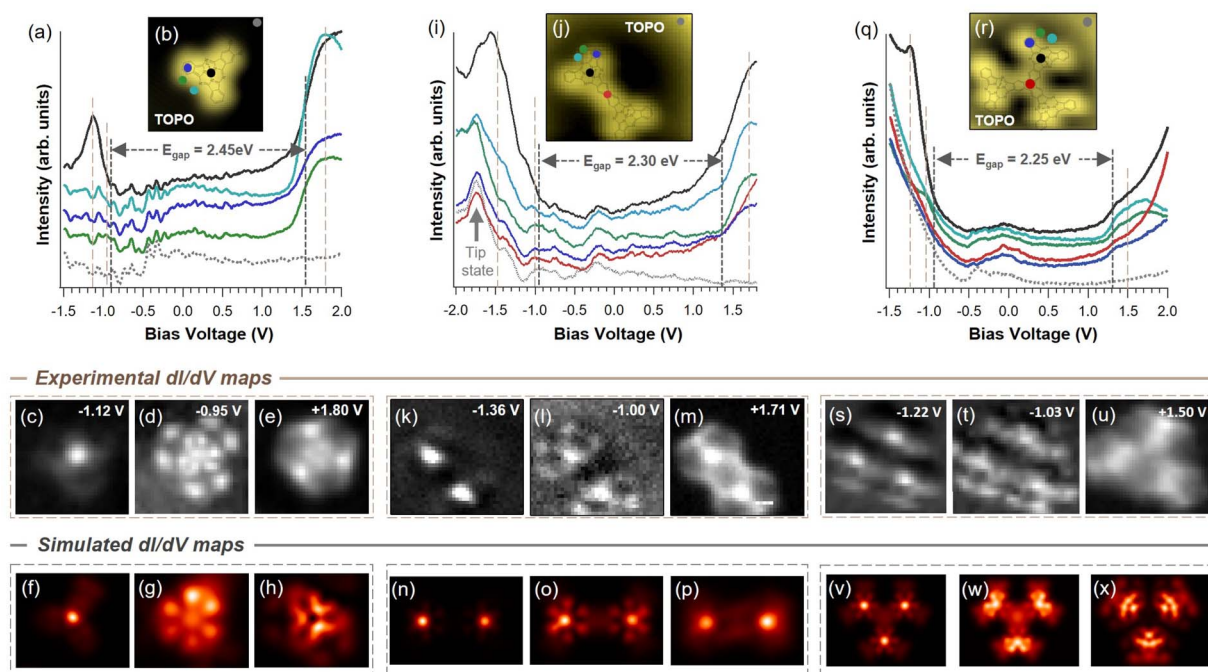 (a)
(b)
TOPO
Intensity (arb. units)
E_gap = 2.45eV
-1.5 -1.0 -0.5 0.0 0.5 1.0 1.5 2.0
Bias Voltage (V)
(i)
(j)
TOPO
Intensity (arb. units)
E_gap = 2.30 eV
Tip
state
-2.0 -1.5 -1.0 -0.5 0.0 0.5 1.0 1.5
Bias Voltage (V)
(q)
(r)
TOPO
Intensity (arb. units)
E_gap = 2.25 eV
-1.5 -1.0 -0.5 0.0 0.5 1.0 1.5 2.0
Bias Voltage (V)
Experimental dI/dV maps
(c) -1.12 V
(d) -0.95 V
(e) +1.80 V
(k) -1.36 V
(l) -1.00 V
(m) +1.71 V
(s) -1.22 V
(t) -1.03 V
(u) +1.50 V
Simulated dI/dV maps
(f)
(g)
(h)
(n)
(o)
(p)
(v)
(w)
(x)